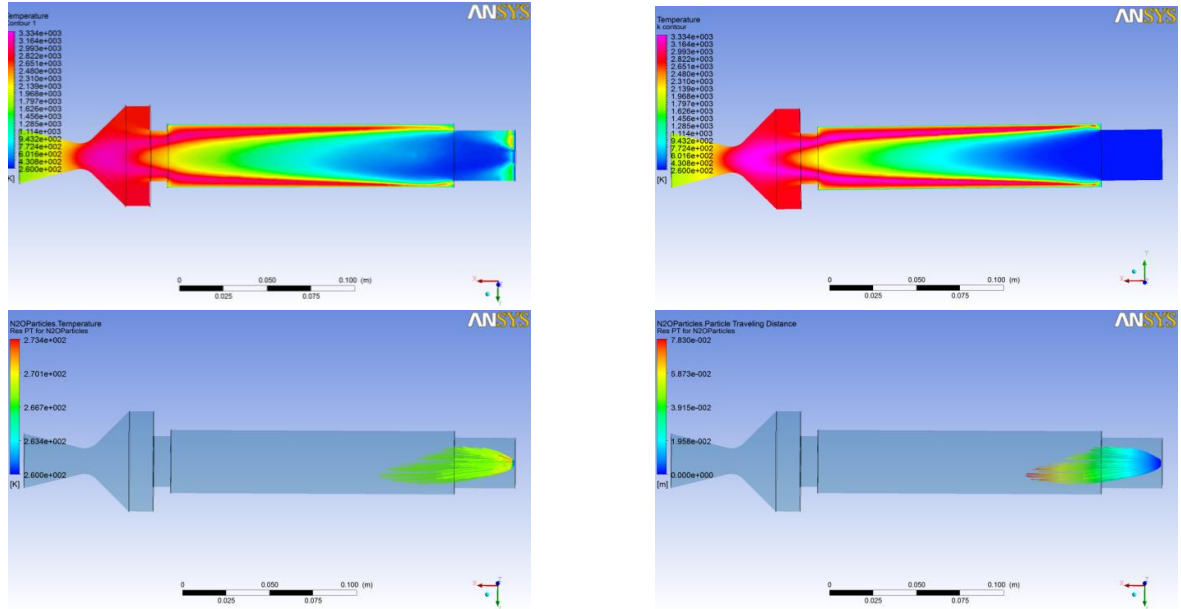 Temperature
Contour 1
ANSYS
3.334e+003
3.164e+003
2.993e+003
2.822e+003
2.651e+003
2.480e+003
2.310e+003
2.139e+003
1.968e+003
1.797e+003
1.626e+003
1.456e+003
1.285e+003
1.114e+003
9.432e+002
7.724e+002
6.016e+002
4.308e+002
2.600e+002
[K]
0 0.050 0.100 (m)
0.025 0.075
Temperature
k contour
ANSYS
3.334e+003
3.164e+003
2.993e+003
2.822e+003
2.651e+003
2.480e+003
2.310e+003
2.139e+003
1.968e+003
1.797e+003
1.626e+003
1.456e+003
1.285e+003
1.114e+003
9.432e+002
7.724e+002
6.016e+002
4.308e+002
2.600e+002
[K]
0 0.050 0.100 (m)
0.025 0.075
N2OParticles.Temperature
Res PT for N2OParticles
ANSYS
2.734e+002
2.701e+002
2.667e+002
2.634e+002
2.600e+002
[K]
0 0.050 0.100 (m)
0.025 0.075
N2OParticles.Particle Traveling Distance
Res PT for N2OParticles
ANSYS
7.830e-002
5.873e-002
3.915e-002
1.958e-002
0.000e+000
[m]
0 0.050 0.100 (m)
0.025 0.075